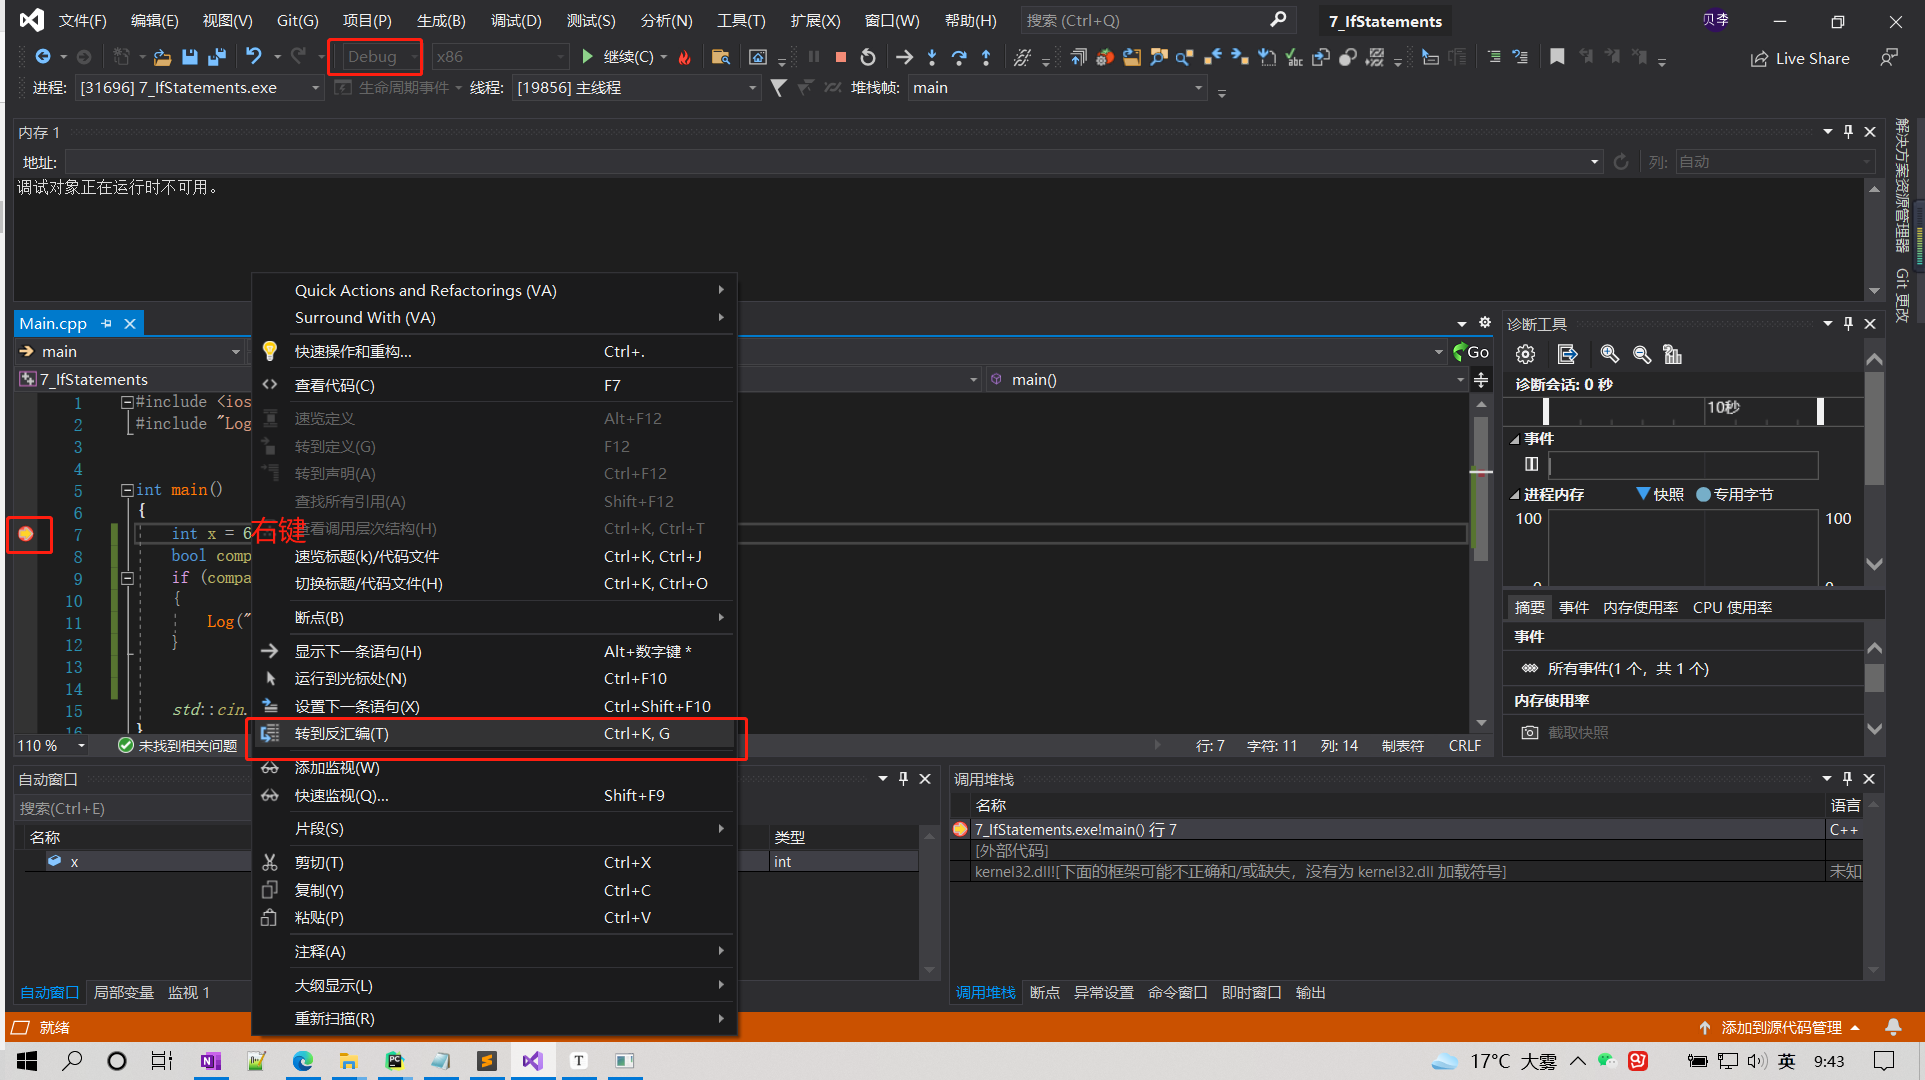 文件(F) 编辑(E) 视图(V) Git(G) 项目(P) 生成(B) 调试(D) 测试(S) 分析(N) 工具(T) 扩展(X) 窗口(W) 帮助(H) 搜索 (Ctrl+Q) 7_IfStatements 贝李
Debug x86 继续(C) Live Share
进程: [31696] 7_IfStatements.exe 生命周期事件 线程: [19856] 主线程 堆栈帧: main
内存 1
地址: 列: 自动
调试对象正在运行时不可用。
解决方案资源管理器
Git 更改
Main.cpp
main Go
7_IfStatements main()
1 #include <ios
2 #include "Log
3
4
5 int main()
6 {
7 int x = 6
8 bool comp
9 if (compa
10 {
11 Log("
12 }
13
14
15 std::cin.
16 }
右键
Quick Actions and Refactorings (VA)
Surround With (VA)
快速操作和重构... Ctrl+.
查看代码(C) F7
速览定义 Alt+F12
转到定义(G) F12
转到声明(A) Ctrl+F12
查找所有引用(A) Shift+F12
看调用层次结构(H) Ctrl+K, Ctrl+T
速览标题(k)/代码文件 Ctrl+K, Ctrl+J
切换标题/代码文件(H) Ctrl+K, Ctrl+O
断点(B)
显示下一条语句(H) Alt+数字键 *
运行到光标处(N) Ctrl+F10
设置下一条语句(X) Ctrl+Shift+F10
转到反汇编(T) Ctrl+K, G
添加监视(W)
快速监视(Q)... Shift+F9
片段(S)
剪切(T) Ctrl+X
复制(Y) Ctrl+C
粘贴(P) Ctrl+V
注释(A)
大纲显示(L)
重新扫描(R)
110 % 未找到相关问题 行: 7 字符: 11 列: 14 制表符 CRLF
诊断工具
诊断会话: 0 秒
10秒
事件
进程内存 快照 专用字节
100 100
0 0
摘要 事件 内存使用率 CPU 使用率
事件
所有事件(1 个，共 1 个)
内存使用率
截取快照
自动窗口
搜索(Ctrl+E)
名称 类型
x int
自动窗口 局部变量 监视 1
调用堆栈
名称 语言
7_IfStatements.exe!main() 行 7 C++
[外部代码]
kernel32.dll![下面的框架可能不正确和/或缺失，没有为 kernel32.dll 加载符号] 未知
调用堆栈 断点 异常设置 命令窗口 即时窗口 输出
就绪 添加到源代码管理
17°C 大雾 英 9:43